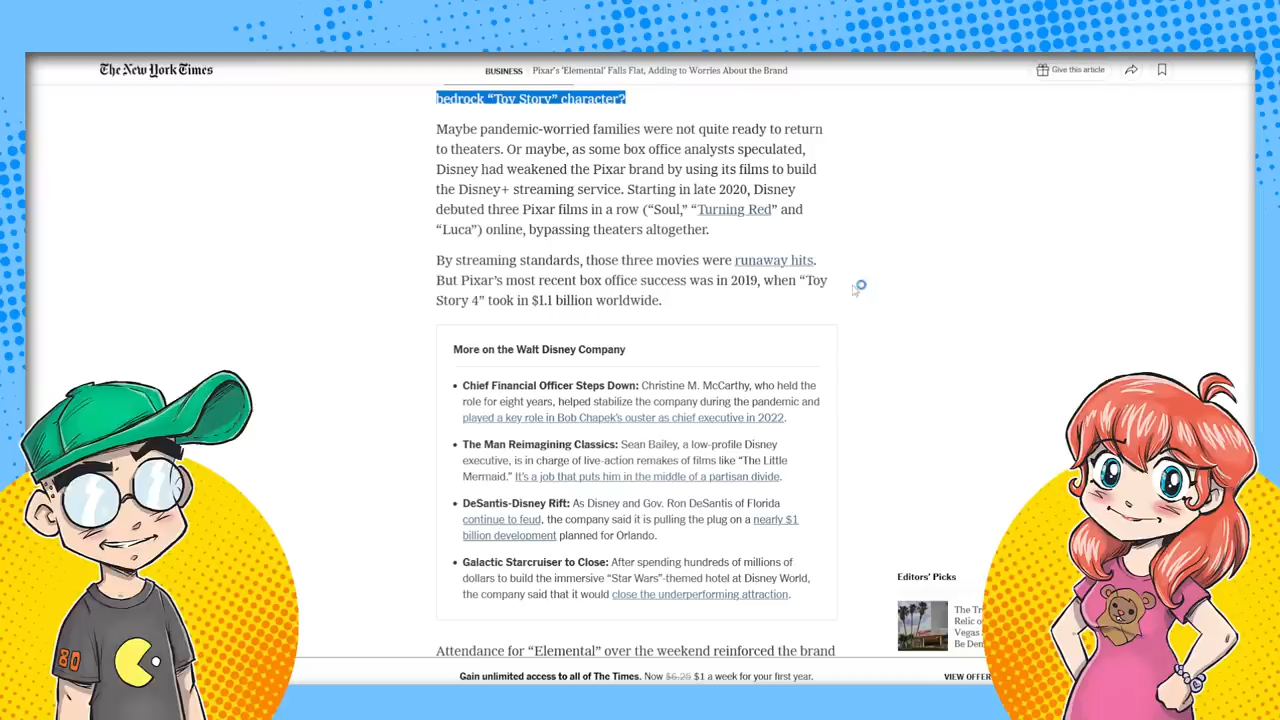 The New York Times
BUSINESS | Pixar's 'Elemental' Falls Flat, Adding to Worries About the Brand
Give this article
bedrock “Toy Story” character?
Maybe pandemic-worried families were not quite ready to return
to theaters. Or maybe, as some box office analysts speculated,
Disney had weakened the Pixar brand by using its films to build
the Disney+ streaming service. Starting in late 2020, Disney
debuted three Pixar films in a row (“Soul,” “Turning Red” and
“Luca”) online, bypassing theaters altogether.
By streaming standards, those three movies were runaway hits.
But Pixar’s most recent box office success was in 2019, when “Toy
Story 4” took in $1.1 billion worldwide.
More on the Walt Disney Company
• Chief Financial Officer Steps Down: Christine M. McCarthy, who held the
role for eight years, helped stabilize the company during the pandemic and
played a key role in Bob Chapek’s ouster as chief executive in 2022.
• The Man Reimagining Classics: Sean Bailey, a low-profile Disney
executive, is in charge of live-action remakes of films like “The Little
Mermaid.” It’s a job that puts him in the middle of a partisan divide.
• DeSantis-Disney Rift: As Disney and Gov. Ron DeSantis of Florida
continue to feud, the company said it is pulling the plug on a nearly $1
billion development planned for Orlando.
• Galactic Starcruiser to Close: After spending hundreds of millions of
dollars to build the immersive “Star Wars”-themed hotel at Disney World,
the company said that it would close the underperforming attraction.
Attendance for “Elemental” over the weekend reinforced the brand
Editors’ Picks
The
Relic
Vegas
Be
Gain unlimited access to all of The Times. Now $6.25 $1 a week for your first year.
VIEW OFFER
80